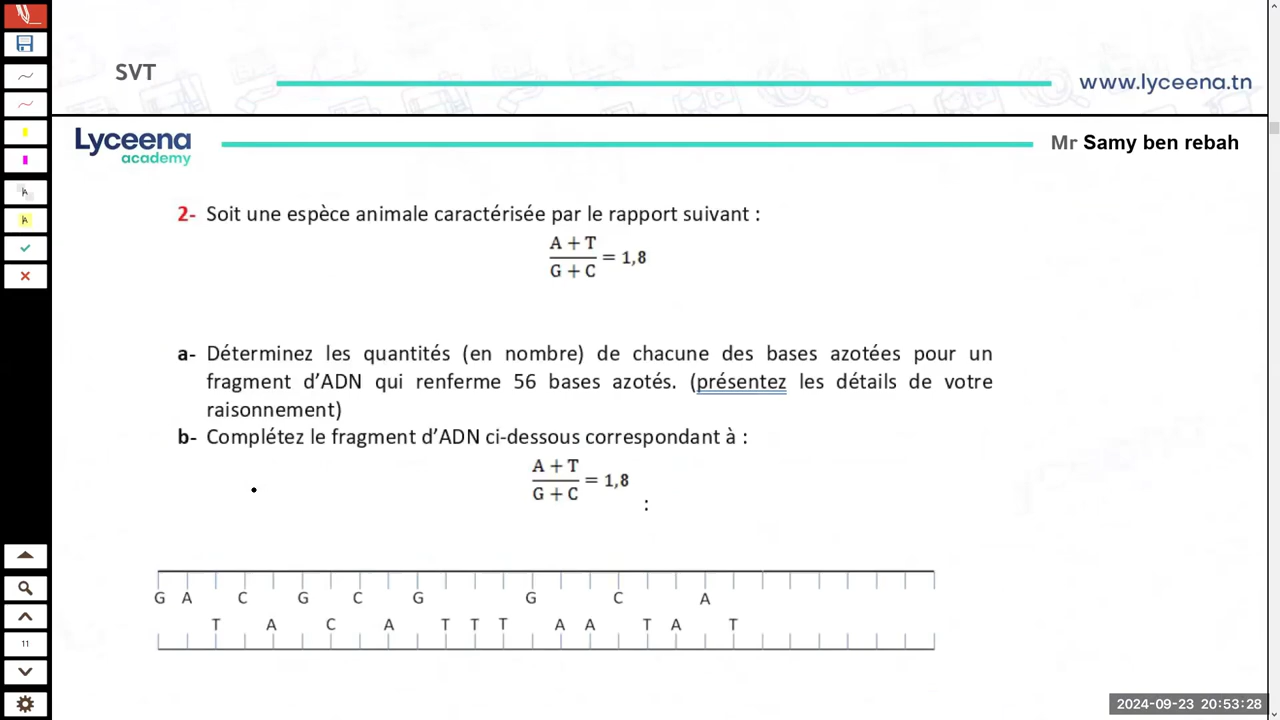 SVT
www.lyceena.tn
Lyceena
academy
Mr Samy ben rebah
2- Soit une espèce animale caractérisée par le rapport suivant :
A + T
G + C
= 1,8
a- Déterminez les quantités (en nombre) de chacune des bases azotées pour un
fragment d’ADN qui renferme 56 bases azotés. (présentez les détails de votre
raisonnement)
b- Complétez le fragment d’ADN ci-dessous correspondant à :
A + T
G + C
= 1,8
:
G A C G C G G C A
T A C A T T T A A T A T
11
2024-09-23 20:53:28